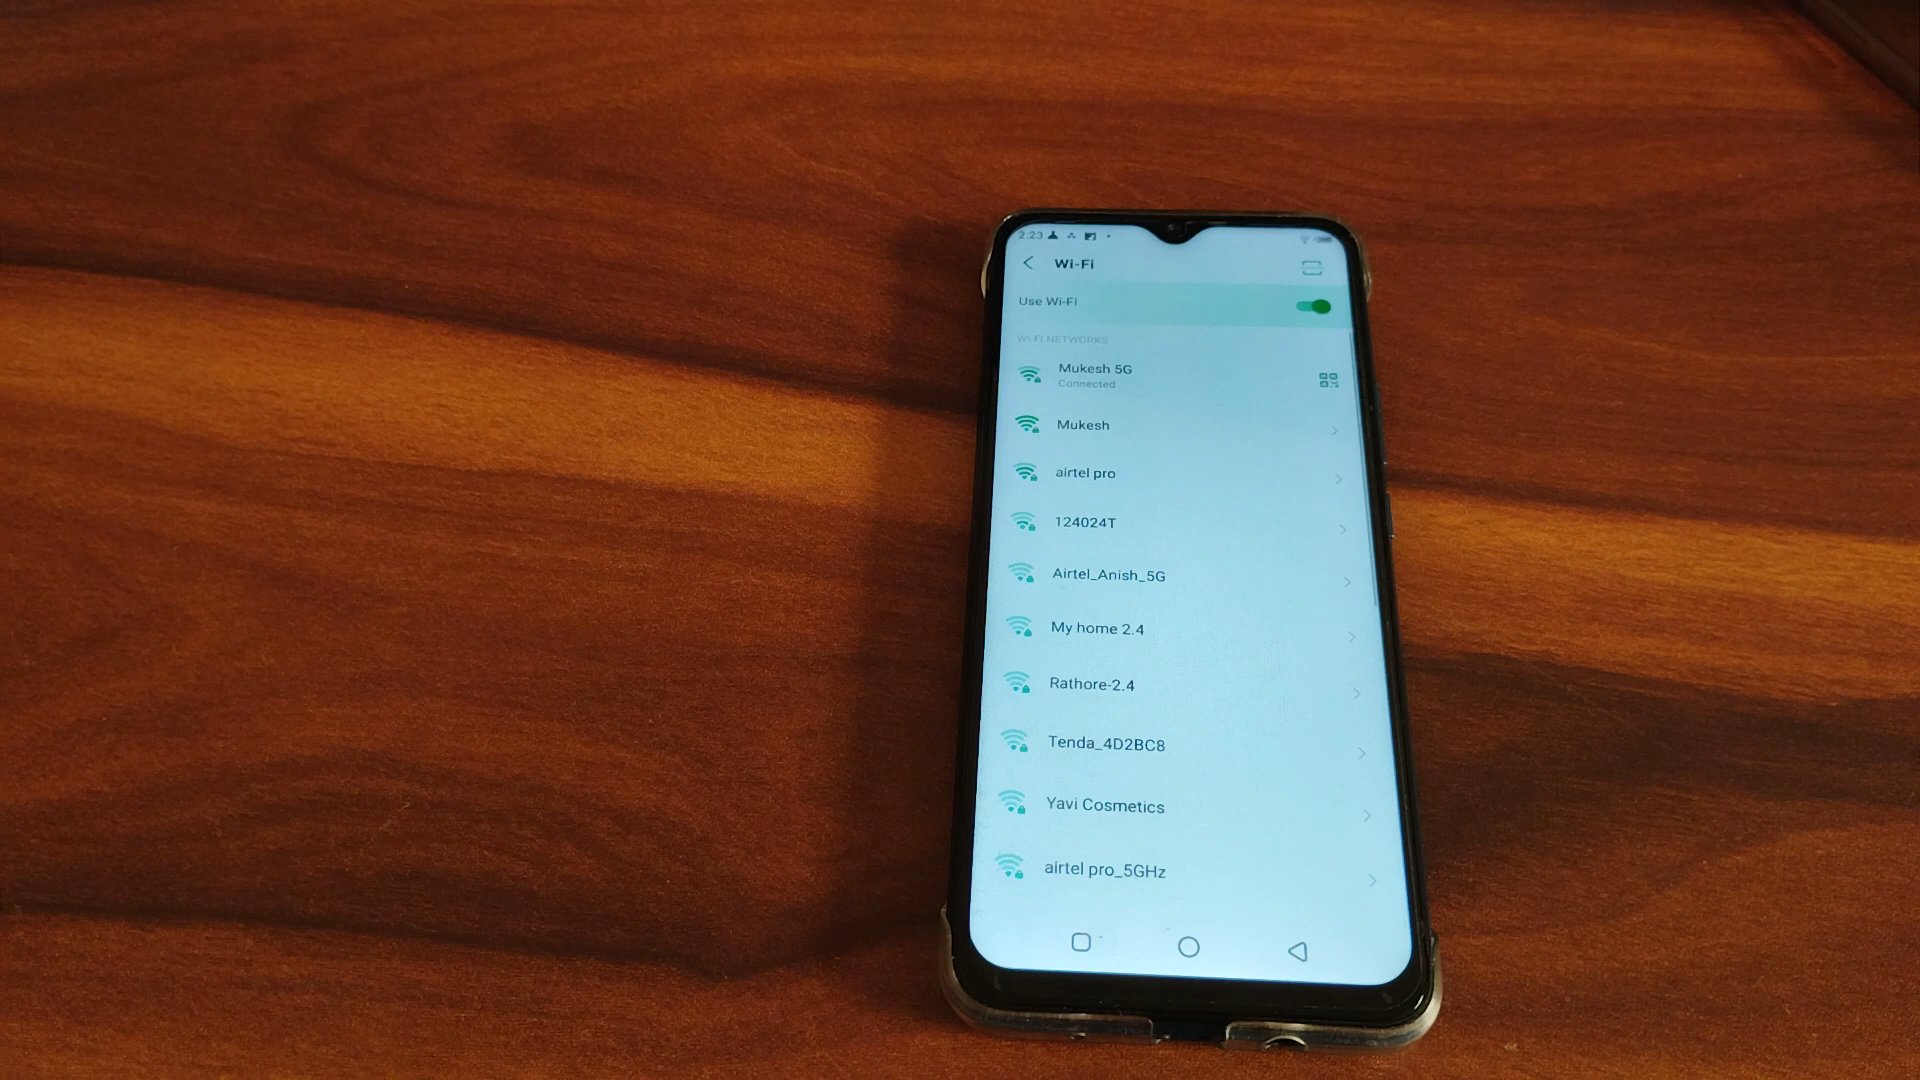 2:23
Wi-Fi
Use Wi-Fi
WI-FI NETWORKS
Mukesh 5G
Connected
Mukesh
airtel pro
124024T
Airtel_Anish_5G
My home 2.4
Rathore-2.4
Tenda_4D2BC8
Yavi Cosmetics
airtel pro_5GHz